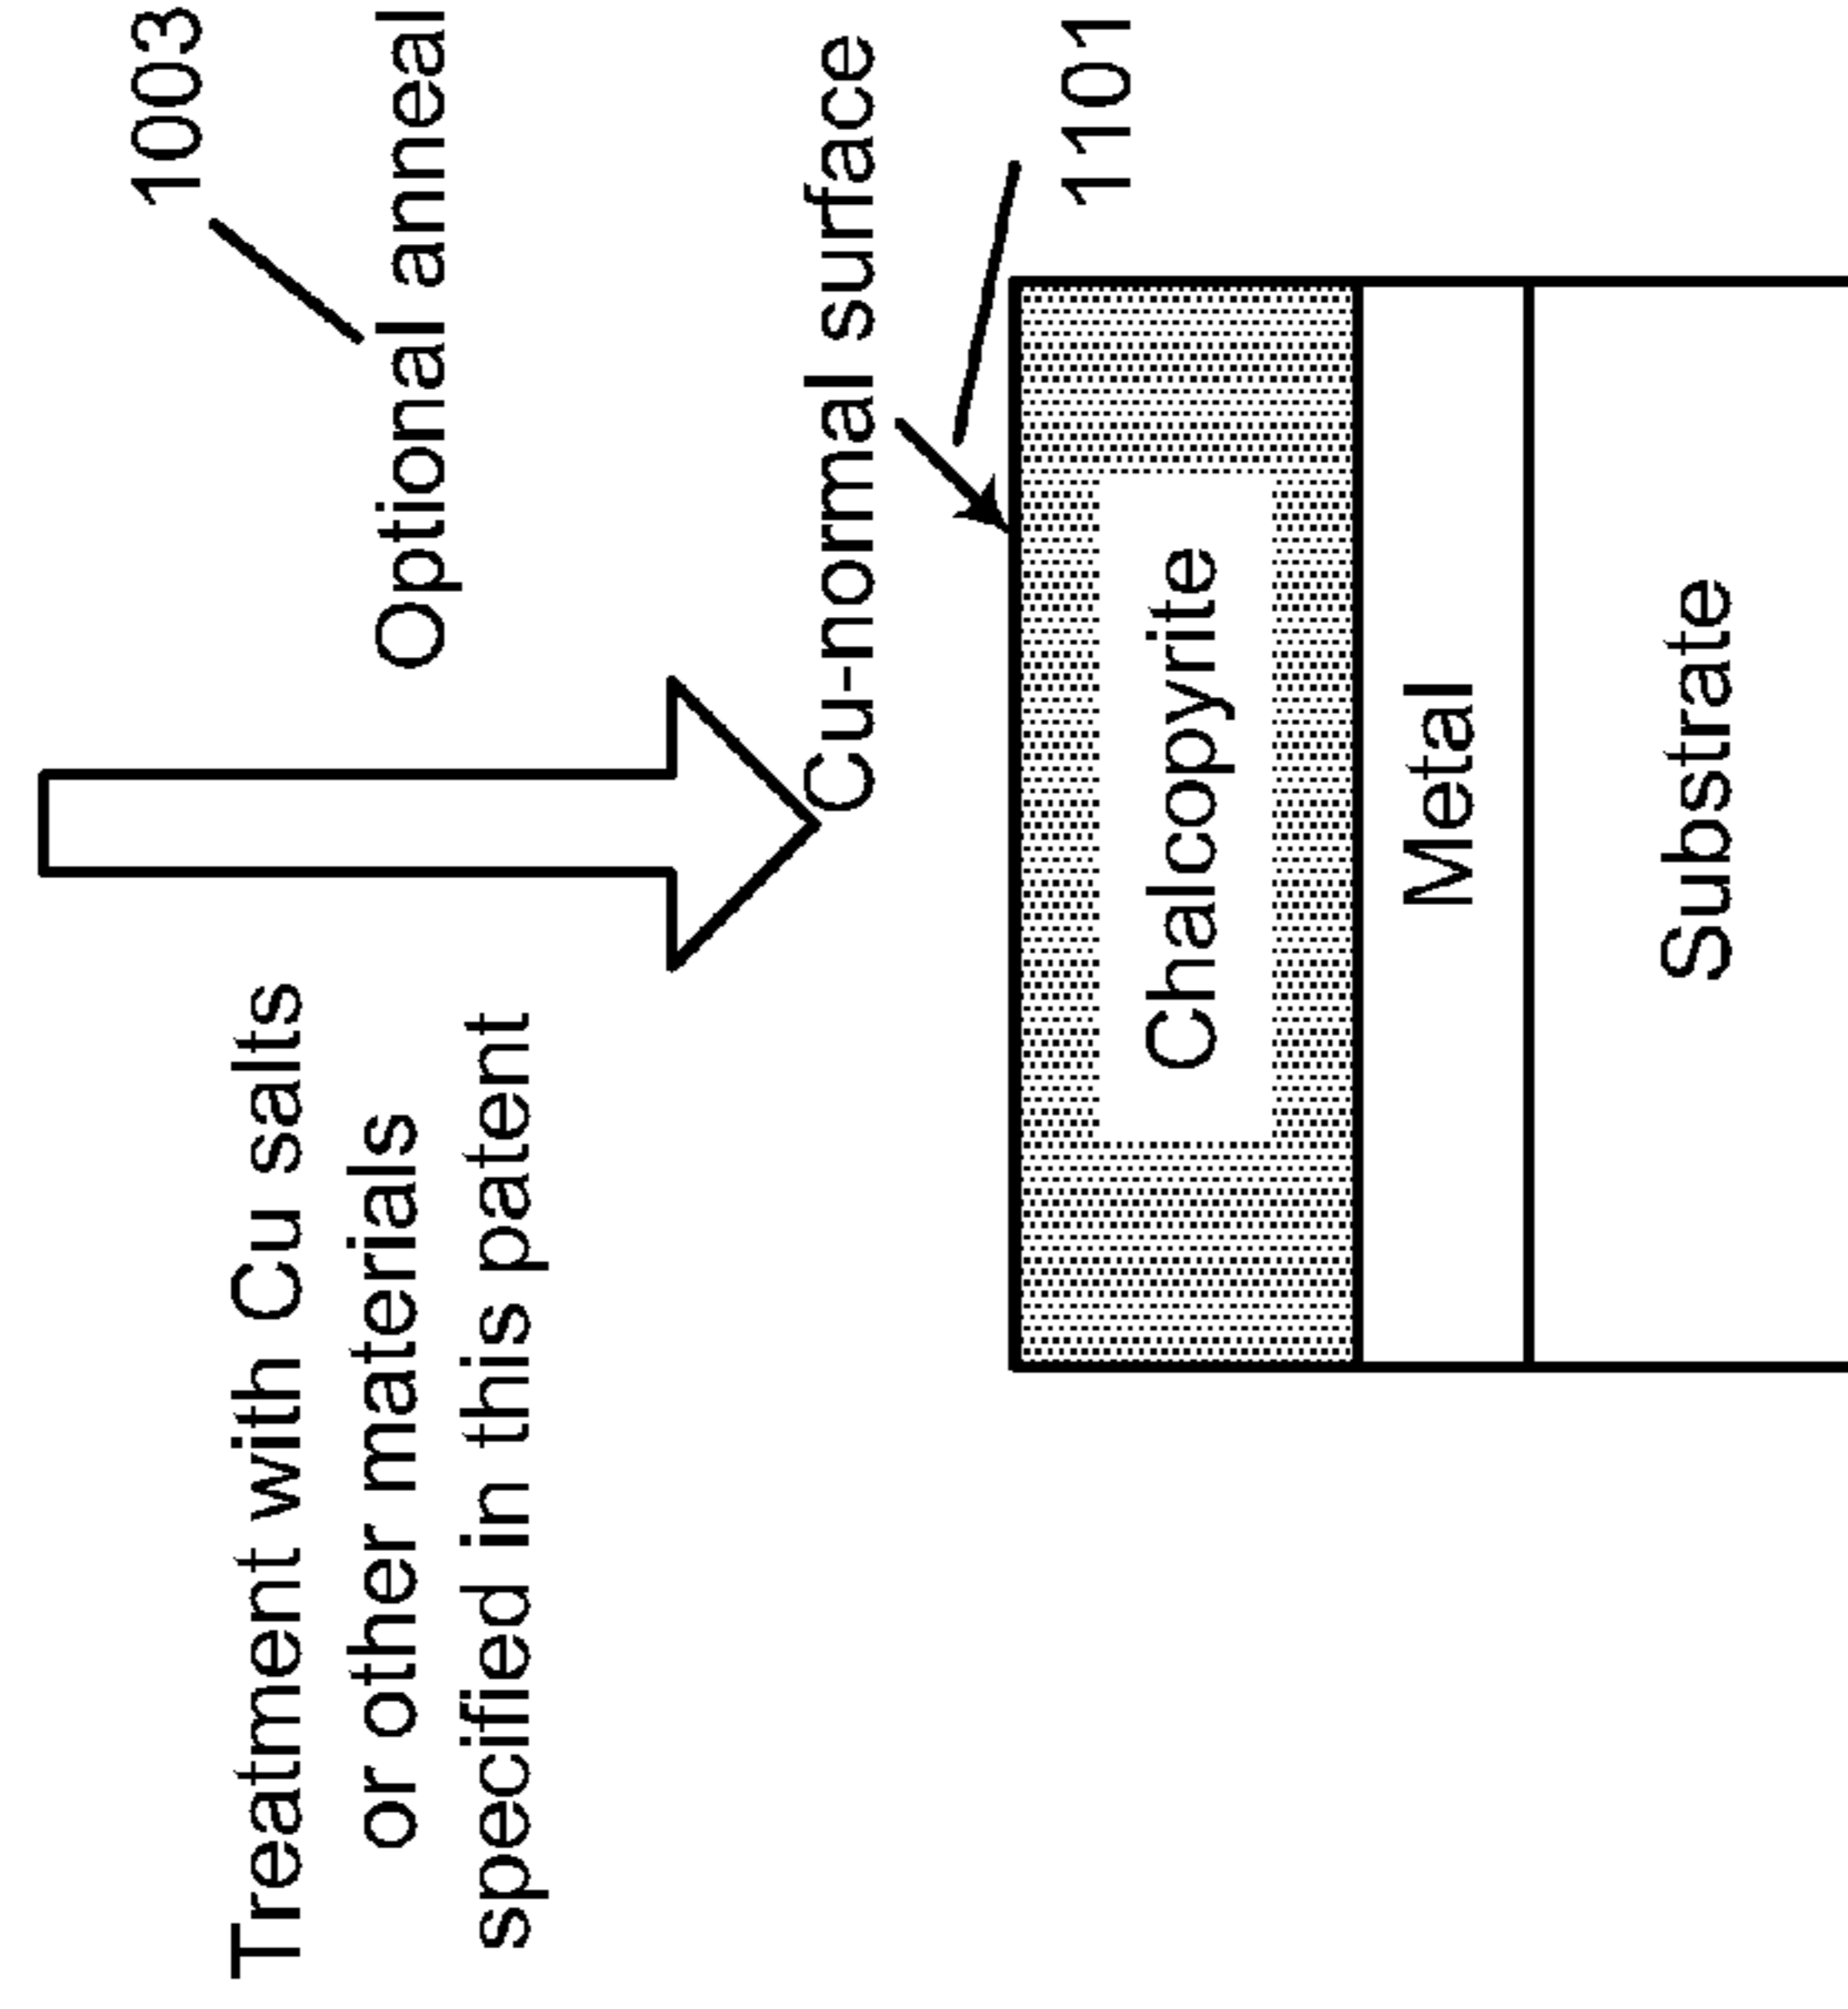 1003
Treatment with Cu salts
or other materials
specified in this patent
Optional anneal
Cu-normal surface
1101
Chalcopyrite
Metal
Substrate